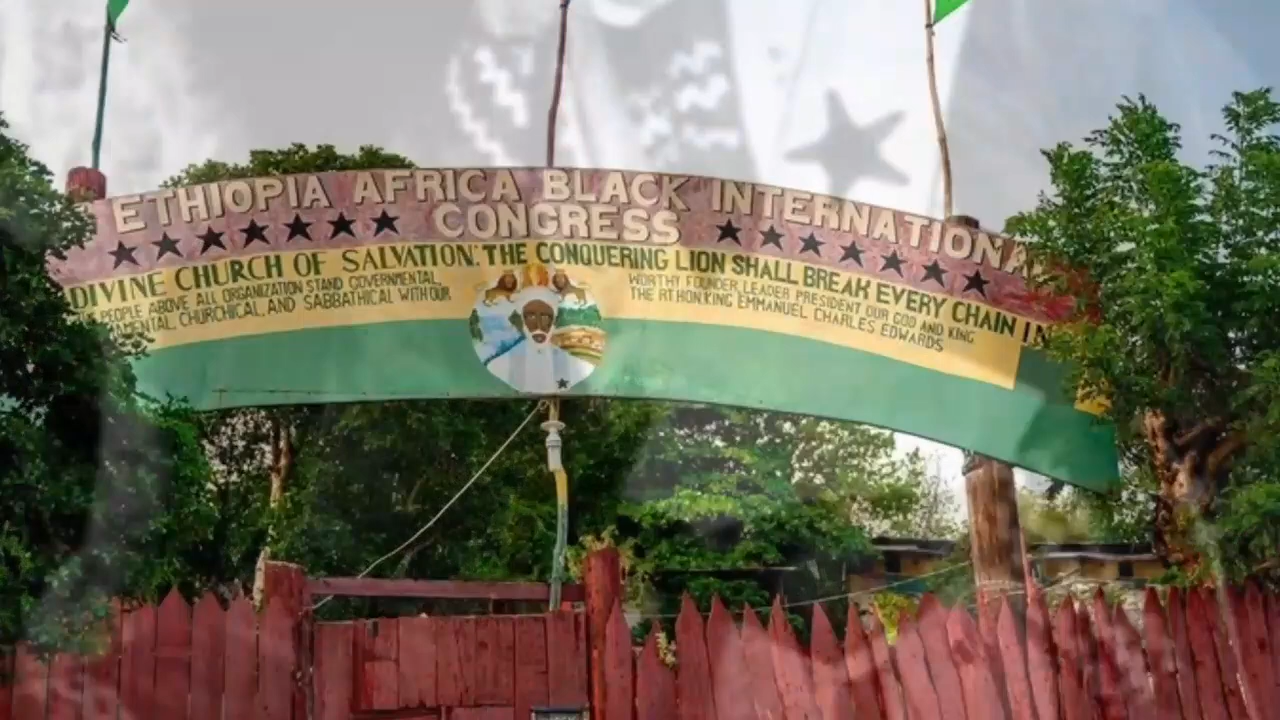 ETHIOPIA AFRICA BLACK INTERNATIONA
CONGRESS
DIVINE CHURCH OF SALVATION. THE CONQUERING LION SHALL BREAK EVERY CHAIN IN
PEOPLE ABOVE ALL ORGANIZATION STAND GOVERNMENTAL,
CHURCHICAL, AND SABBATHICAL WITH OUR
WORTHY FOUNDER LEADER PRESIDENT OUR GOD AND KING
THE RT HON KING EMMANUEL CHARLES EDWARDS